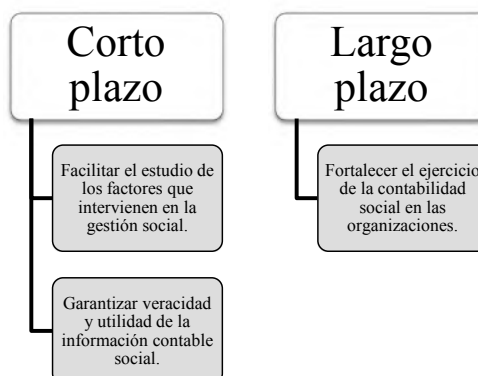 Corto
plazo
Facilitar el estudio de
los factores que
intervienen en la
gestión social.
Garantizar veracidad
y utilidad de la
información contable
social.
Largo
plazo
Fortalecer el ejercicio
de la contabilidad
social en las
organizaciones.